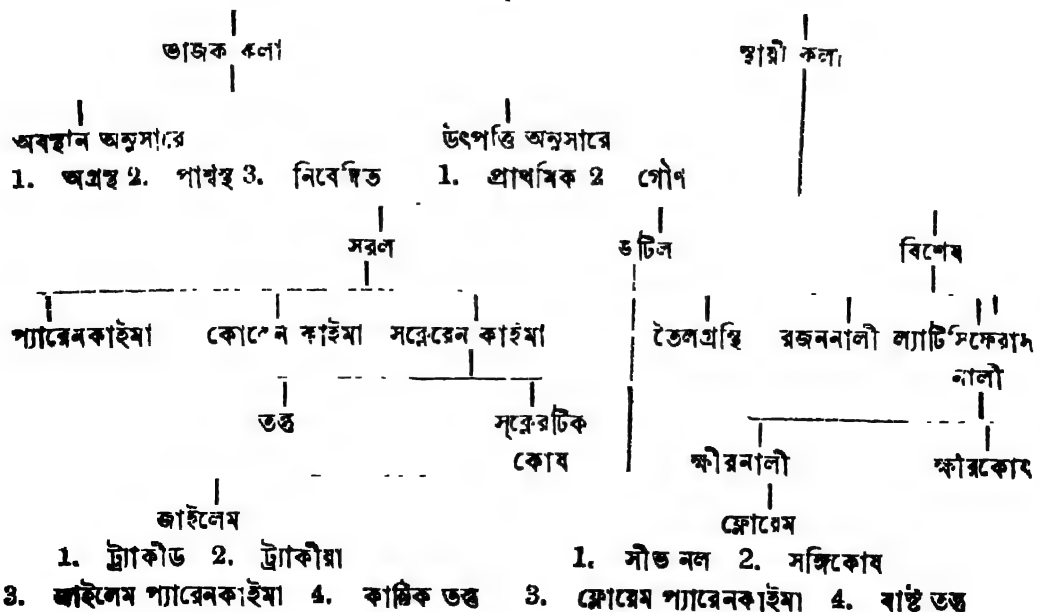 ভাজক কলা স্থায়ী কলা
অবস্থান অনুসারে উৎপত্তি অনুসারে
1. অগ্রস্থ 2. পার্শ্বস্থ 3. নিবেশিত 1. প্রাথমিক 2 গৌণ
সরল জটিল বিশেষ
প্যারেনকাইমা কোলেন কাইমা স্ক্লেরেন কাইমা তৈলগ্রন্থি রজননালী ল্যাটিসিফেরাস
নালী
তন্তু স্ক্লেরটিক
কোষ ক্ষীরনালী ক্ষীরকোষ
জাইলেম ফ্লোয়েম
1. ট্র্যাকীড 2. ট্র্যাকীয়া 1. সীভ নল 2. সঙ্গিকোষ
3. জাইলেম প্যারেনকাইমা 4. কাষ্ঠিক তন্তু 3. ফ্লোয়েম প্যারেনকাইমা 4. বাষ্ট তন্তু